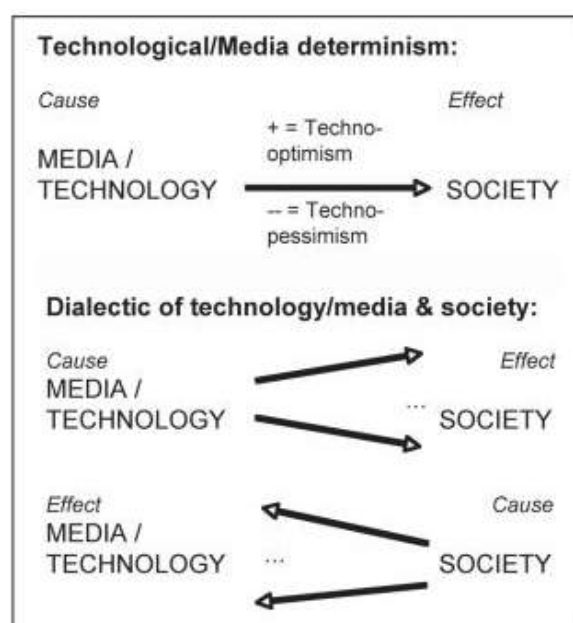 Technological/Media determinism:
Cause
Effect
+ = Techno-
optimism
MEDIA /
TECHNOLOGY
SOCIETY
-- = Techno-
pessimism
Dialectic of technology/media & society:
Cause
Effect
MEDIA /
TECHNOLOGY
... SOCIETY
Effect
Cause
MEDIA /
TECHNOLOGY ...
SOCIETY